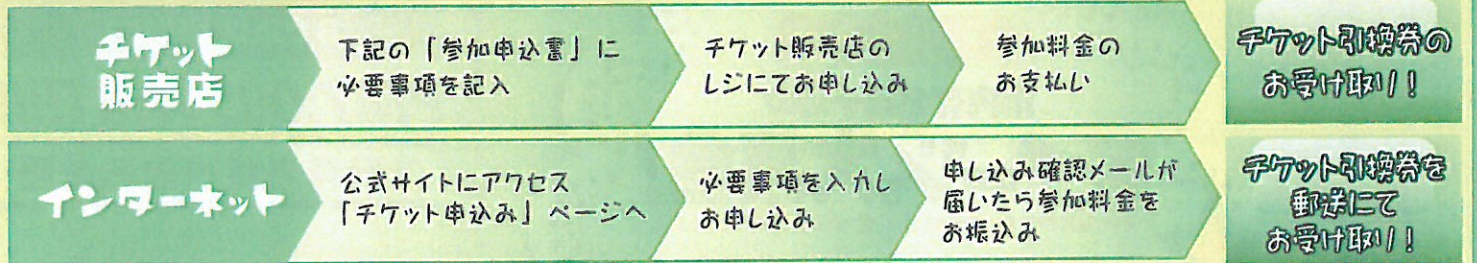 チケット
販売店
下記の「参加申込書」に
必要事項を記入
チケット販売店の
レジにてお申し込み
参加料金の
お支払い
チケット引換券の
お受け取り!
インターネット
公式サイトにアクセス
「チケット申込み」ページへ
必要事項を入力し
お申し込み
申し込み確認メールが
届いたら参加料金を
お振込み
チケット引換券を
郵送にて
お受け取り!